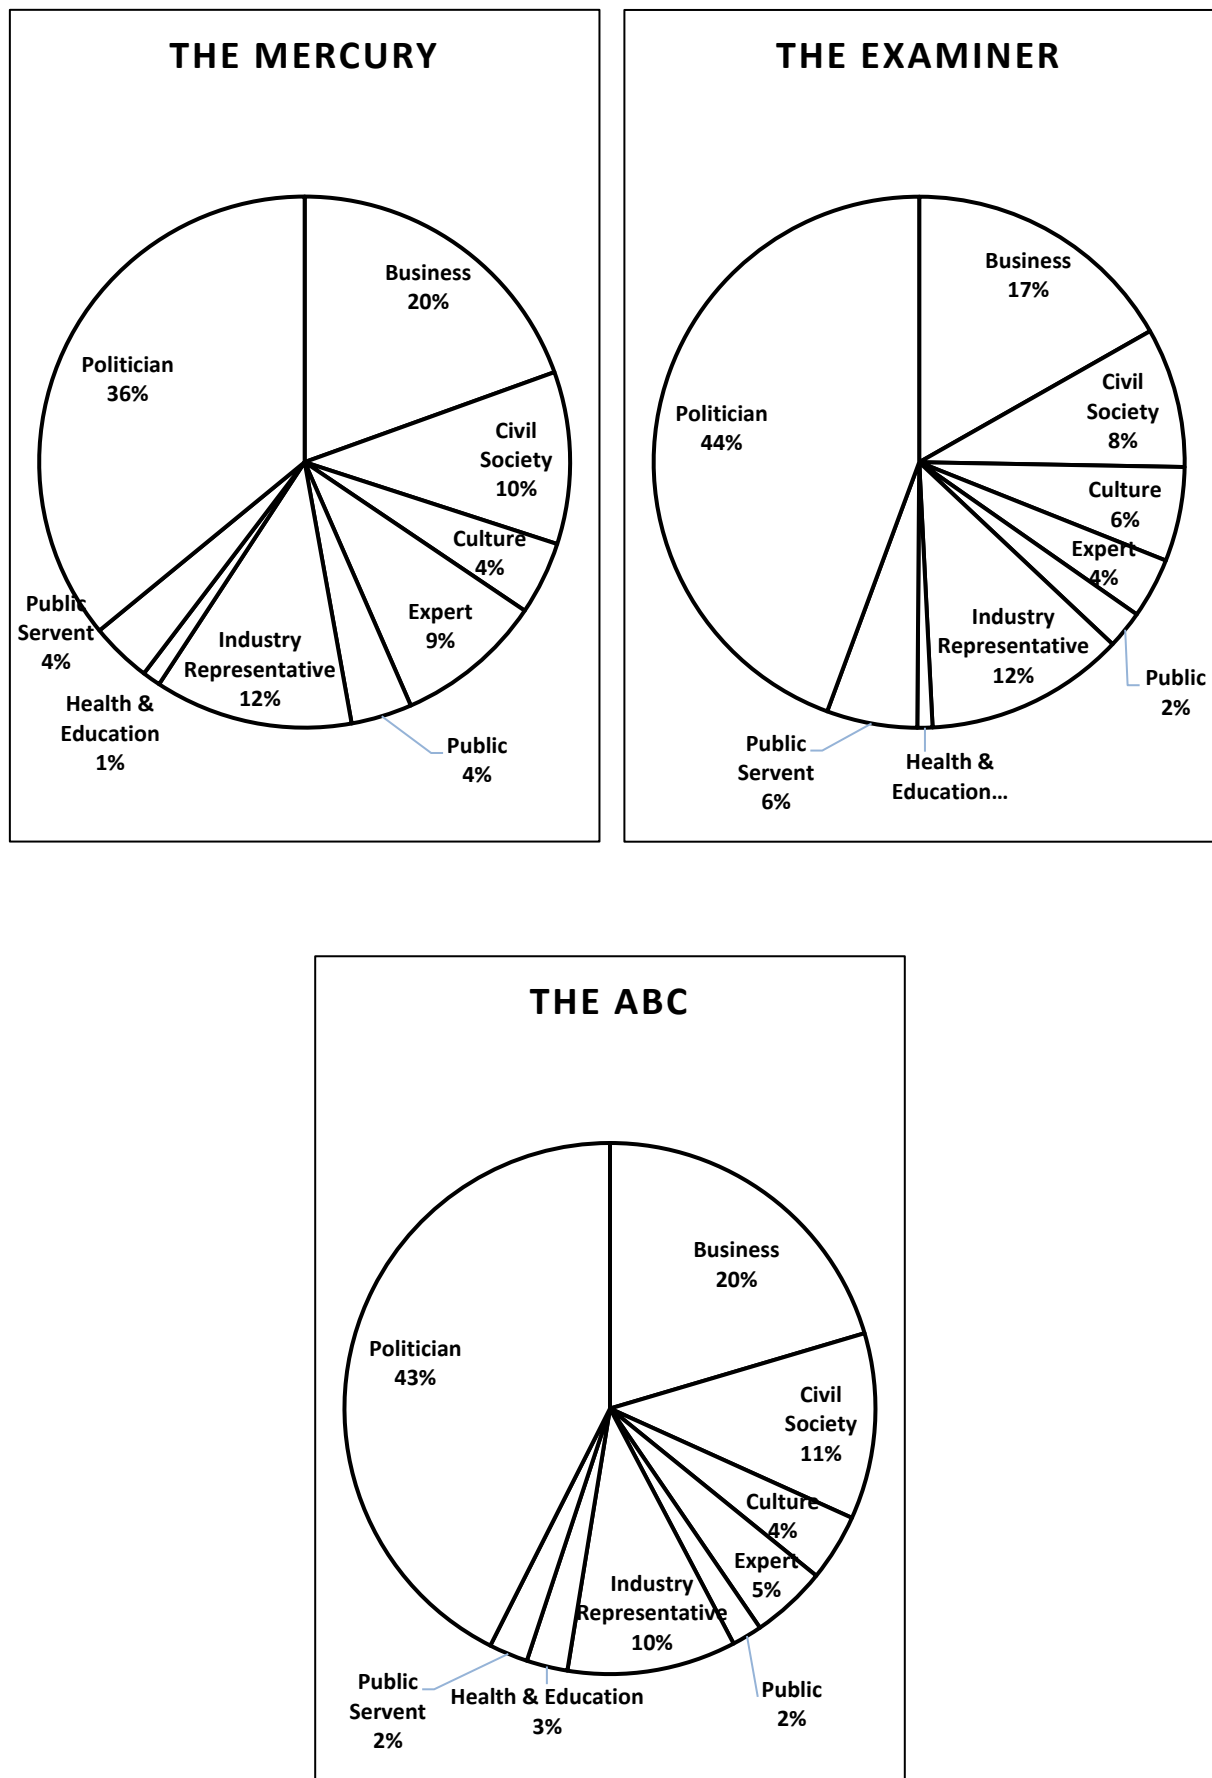 THE MERCURY
Business
20%
Civil
Society
10%
Culture
4%
Expert
9%
Public
4%
Industry
Representative
12%
Health &
Education
1%
Public
Servent
4%
Politician
36%
THE EXAMINER
Business
17%
Civil
Society
8%
Culture
6%
Expert
4%
Public
2%
Industry
Representative
12%
Health &
Education…
Public
Servent
6%
Politician
44%
THE ABC
Business
20%
Civil
Society
11%
Culture
4%
Expert
5%
Public
2%
Industry
Representative
10%
Health & Education
3%
Public
Servent
2%
Politician
43%